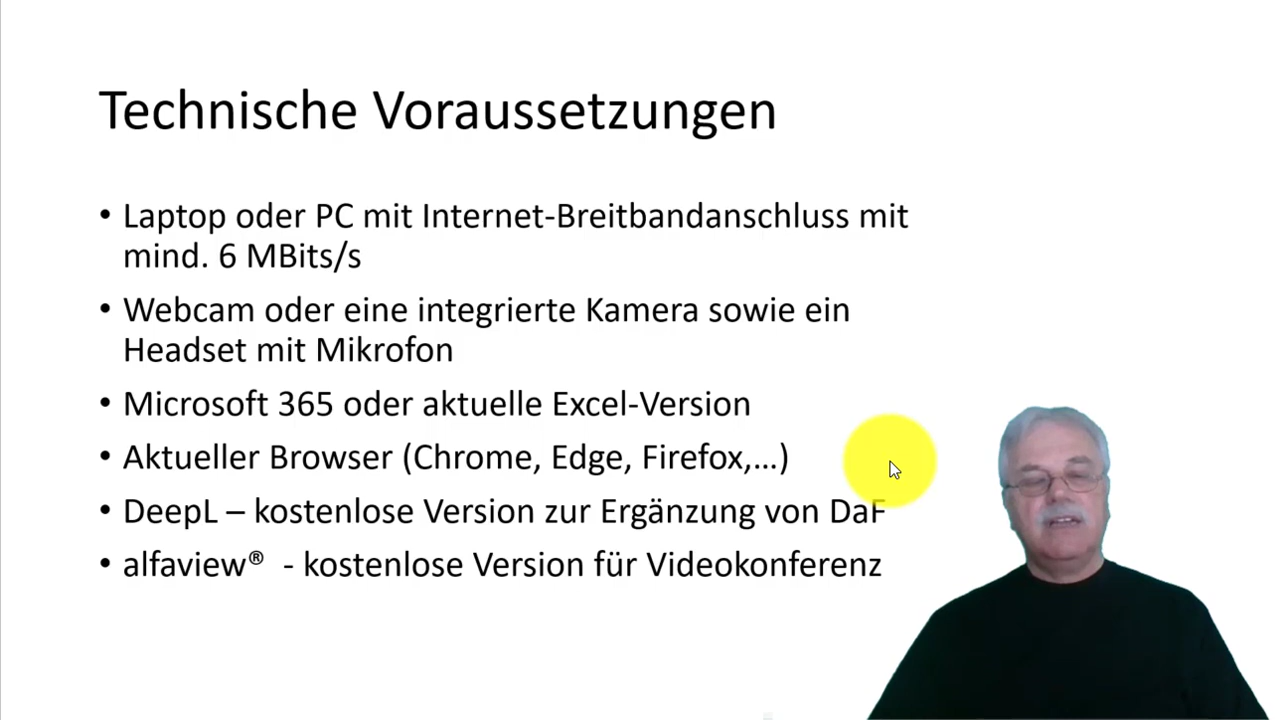 Technische Voraussetzungen
• Laptop oder PC mit Internet-Breitbandanschluss mit
mind. 6 MBits/s
• Webcam oder eine integrierte Kamera sowie ein
Headset mit Mikrofon
• Microsoft 365 oder aktuelle Excel-Version
• Aktueller Browser (Chrome, Edge, Firefox,...)
• DeepL – kostenlose Version zur Ergänzung von DaF
• alfaview® - kostenlose Version für Videokonferenz